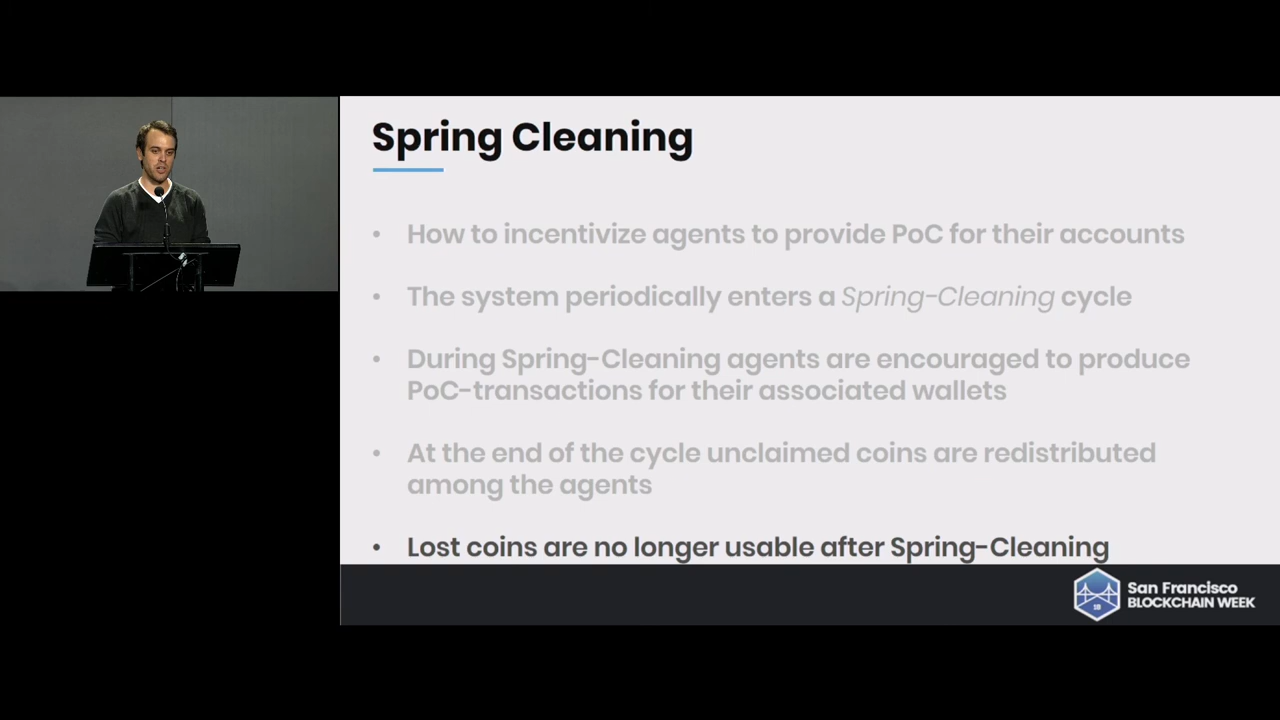 Spring Cleaning
• How to incentivize agents to provide PoC for their accounts
• The system periodically enters a Spring-Cleaning cycle
• During Spring-Cleaning agents are encouraged to produce
PoC-transactions for their associated wallets
• At the end of the cycle unclaimed coins are redistributed
among the agents
• Lost coins are no longer usable after Spring-Cleaning
SB
San Francisco
BLOCKCHAIN WEEK